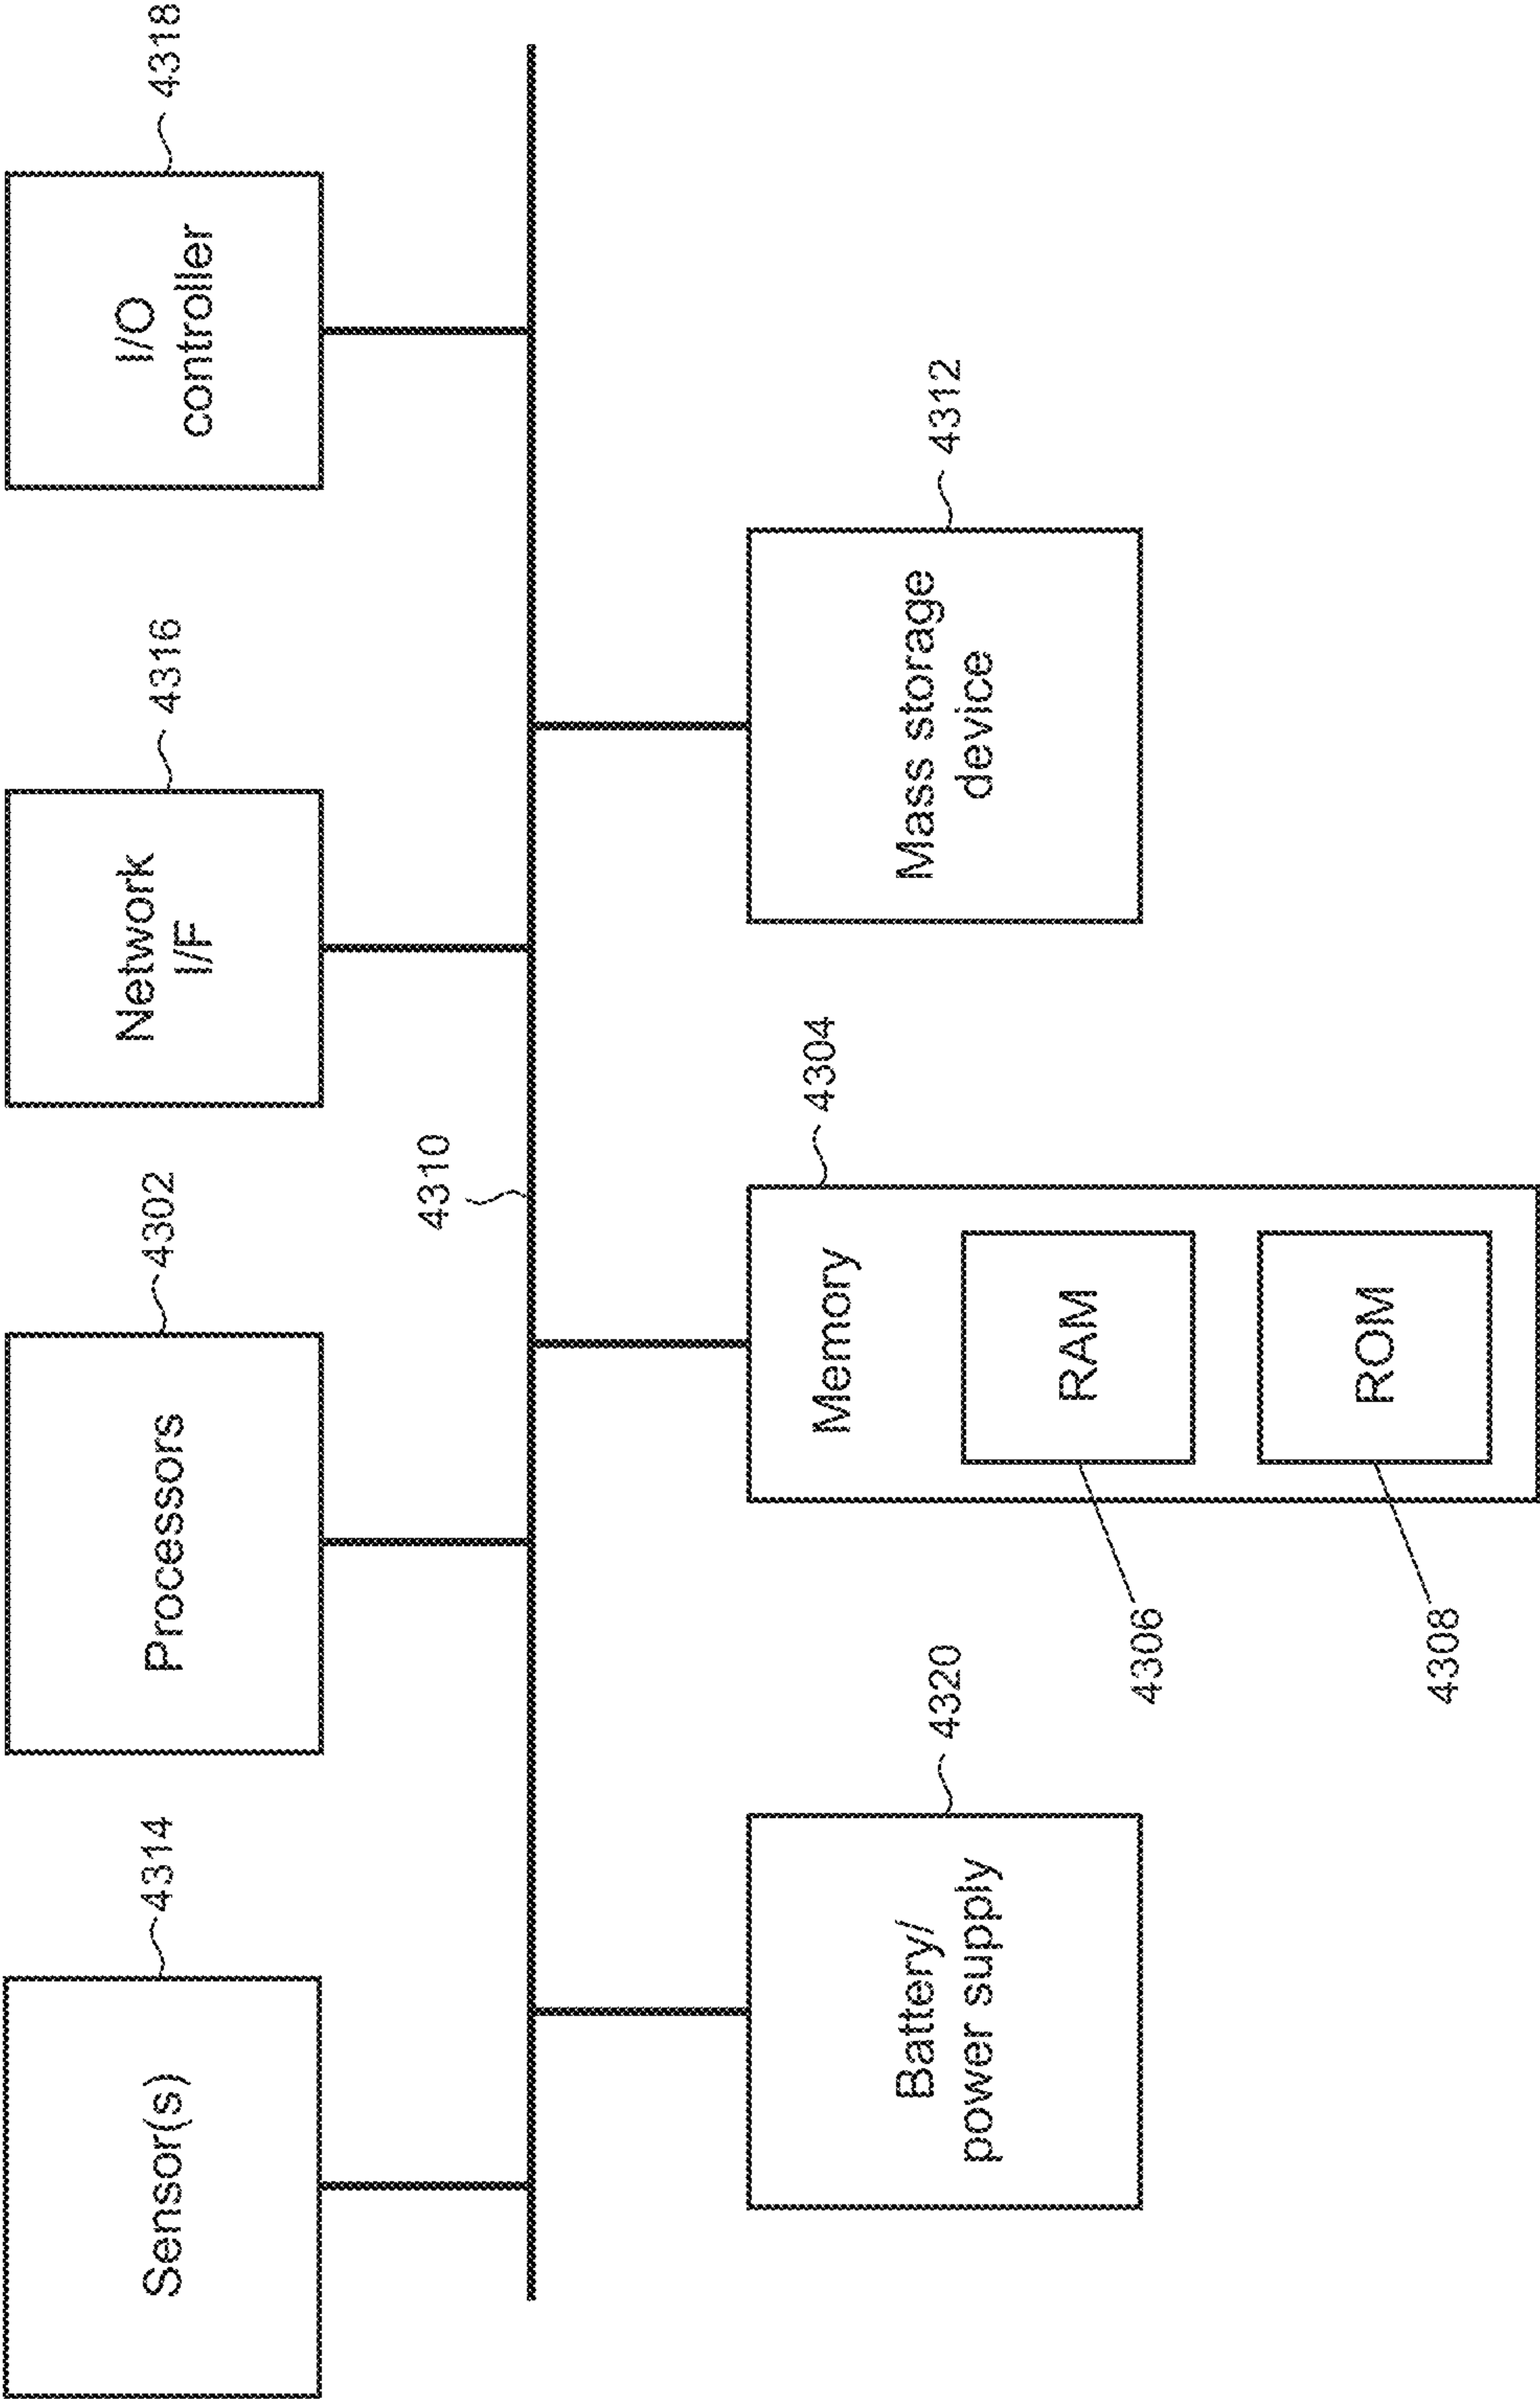 Sensor(s)
4314
Processors
4302
Network
I/F
4316
I/O
controller
4318
4310
Battery/
power supply
4320
Memory
4304
RAM
4306
ROM
4308
Mass storage
device
4312